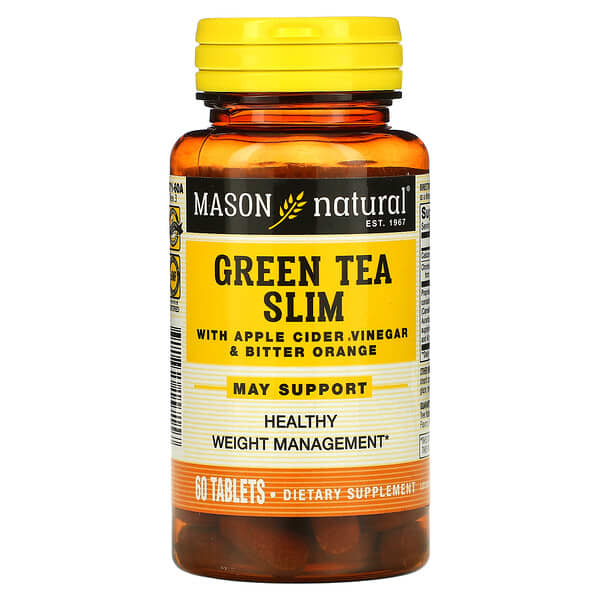 MASON natural®
EST. 1967
GREEN TEA
SLIM
WITH APPLE CIDER VINEGAR
& BITTER ORANGE
MAY SUPPORT
HEALTHY
WEIGHT MANAGEMENT*
60 TABLETS • DIETARY SUPPLEMENT